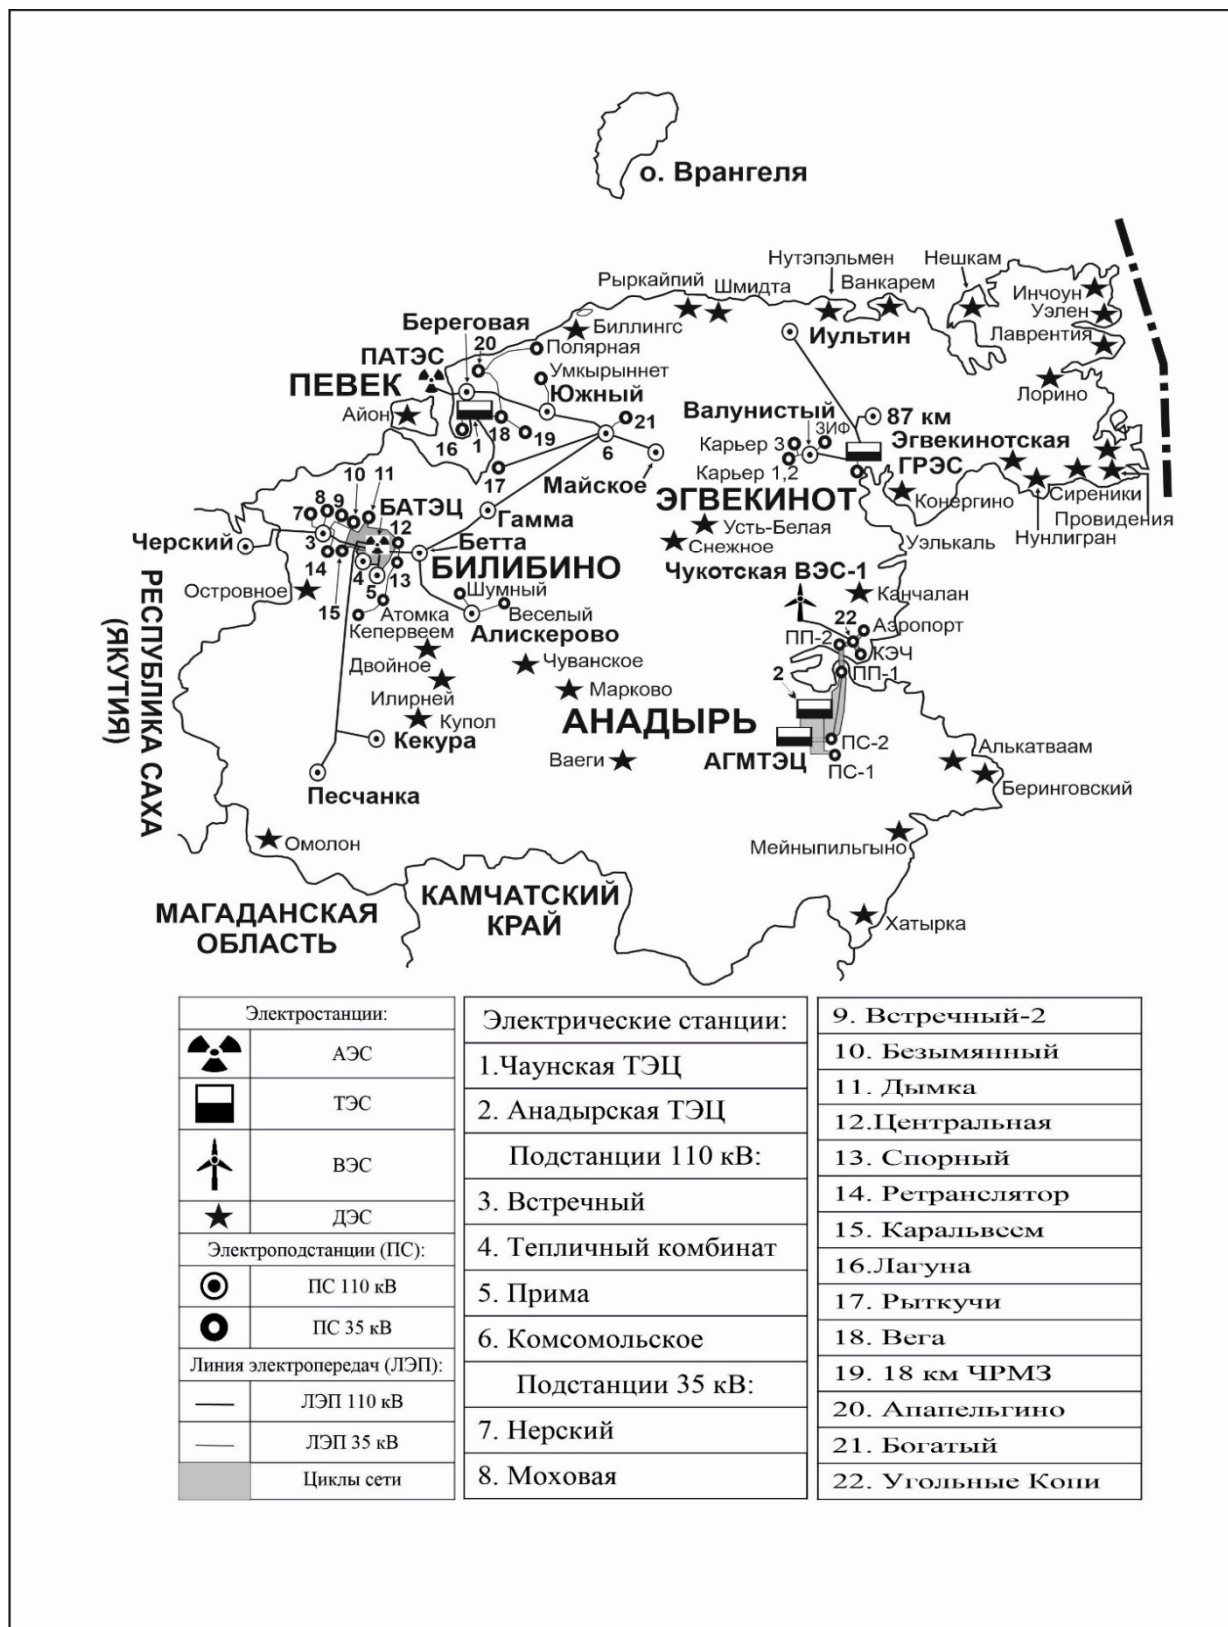 о. Врангеля
Нутэпэльмен
Нешкам
Рыркайпий
Шмидта
Ванкарем
Инчоун
Уэлен
Береговая
Биллингс
Иультин
Лаврентия
20
Полярная
ПАТЭС
Умкырыннет
ПЕВЕК
Южный
Лорино
Айон
Валунистый
87 км
21
ЗИФ
Карьер 3
Эгвекинотская
ГРЭС
16
1
18
19
6
Карьер 1,2
10
11
17
Майское
ЭГВЕКИНОТ
Конергино
Сиреники
Провидения
Нунлигран
8
9
7
БАТЭЦ
Гамма
Усть-Белая
12
Черский
3
Бетта
Снежное
Уэлькаль
14
4
БИЛИБИНО
Чукотская ВЭС-1
5
13
Островное
Шумный
Канчалан
15
Атомка
Веселый
22
Аэропорт
Кепервеем
Алискерово
ПП-2
КЭЧ
Двойное
Чуванское
ПП-1
2
Илирней
Марково
Купол
АНАДЫРЬ
Кекура
ПС-2
Алькатваам
Ваеги
АГМТЭЦ
ПС-1
Песчанка
Беринговский
РЕСПУБЛИКА САХА
(ЯКУТИЯ)
Омолон
Мейныпильгыно
МАГАДАНСКАЯ
ОБЛАСТЬ
КАМЧАТСКИЙ
КРАЙ
Хатырка
Электростанции:
АЭС
ТЭС
ВЭС
ДЭС
Электроподстанции (ПС):
ПС 110 кВ
ПС 35 кВ
Линия электропередач (ЛЭП):
ЛЭП 110 кВ
ЛЭП 35 кВ
Циклы сети
Электрические станции:
1.Чаунская ТЭЦ
2. Анадырская ТЭЦ
Подстанции 110 кВ:
3. Встречный
4. Тепличный комбинат
5. Прима
6. Комсомольское
Подстанции 35 кВ:
7. Нерский
8. Моховая
9. Встречный-2
10. Безымянный
11. Дымка
12.Центральная
13. Спорный
14. Ретранслятор
15. Каральвеем
16.Лагуна
17. Рыткучи
18. Вега
19. 18 км ЧРМЗ
20. Апапельгино
21. Богатый
22. Угольные Копи